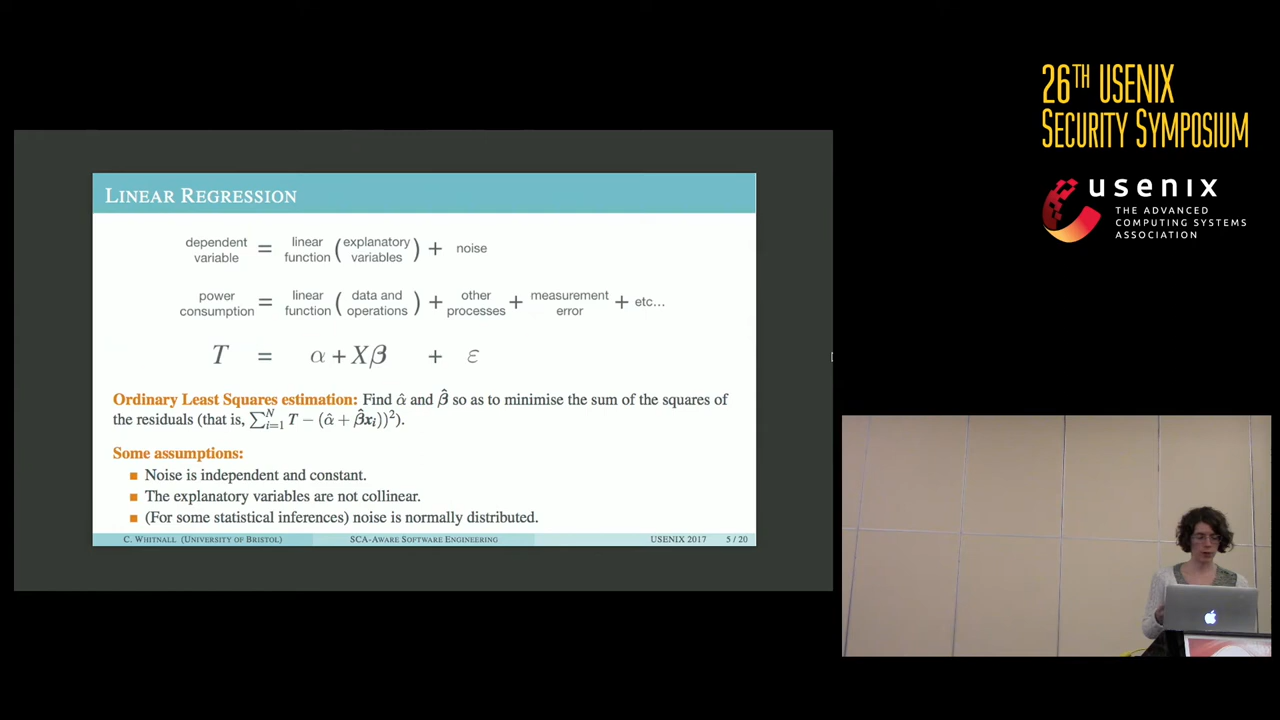 26TH USENIX
SECURITY SYMPOSIUM
usenix
THE ADVANCED
COMPUTING SYSTEMS
ASSOCIATION
LINEAR REGRESSION
dependent variable = linear function (explanatory variables) + noise
power consumption = linear function (data and operations) + other processes + measurement error + etc...
T = α + Xβ + ε
Ordinary Least Squares estimation: Find α̂ and β̂ so as to minimise the sum of the squares of
the residuals (that is, ∑ᵢ₌₁ᴺ T − (α̂ + β̂xᵢ))²).
Some assumptions:
■ Noise is independent and constant.
■ The explanatory variables are not collinear.
■ (For some statistical inferences) noise is normally distributed.
C. WHITNALL (UNIVERSITY OF BRISTOL) SCA-AWARE SOFTWARE ENGINEERING USENIX 2017 5 / 20